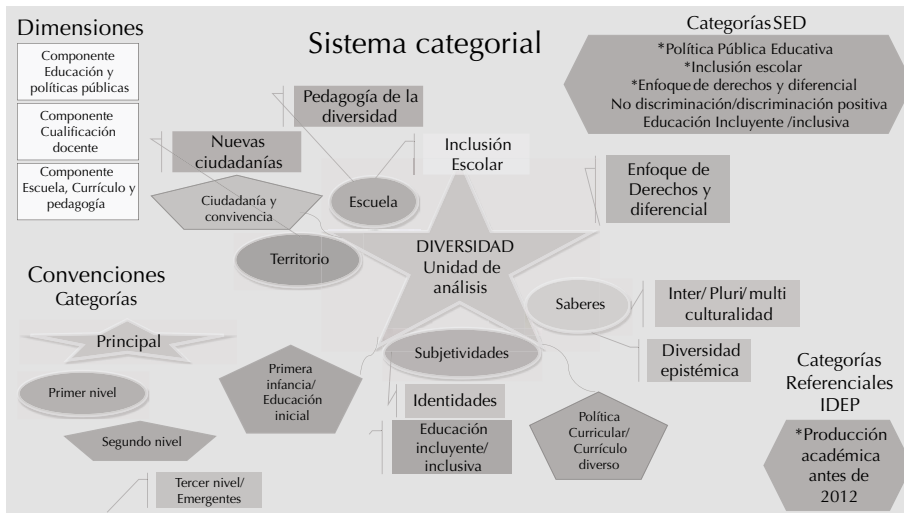 Dimensiones
Componente
Educación y
políticas públicas
Componente
Cualificación
docente
Componente
Escuela, Currículo y
pedagogía
Sistema categorial
Categorías SED
*Política Pública Educativa
*Inclusión escolar
*Enfoque de derechos y diferencial
No discriminación/discriminación positiva
Educación Incluyente /inclusiva
Pedagogía de la
diversidad
Nuevas
ciudadanías
Inclusión
Escolar
Enfoque de
Derechos y
diferencial
Ciudadanía y
convivencia
Escuela
Territorio
DIVERSIDAD
Unidad de
análisis
Saberes
Inter/ Pluri/ multi
culturalidad
Diversidad
epistémica
Subjetividades
Primera
infancia/
Educación
inicial
Identidades
Educación
incluyente/
inclusiva
Política
Curricular/
Currículo
diverso
Convenciones
Categorías
Principal
Primer nivel
Segundo nivel
Tercer nivel/
Emergentes
Categorías
Referenciales
IDEP
*Producción
académica
antes de
2012